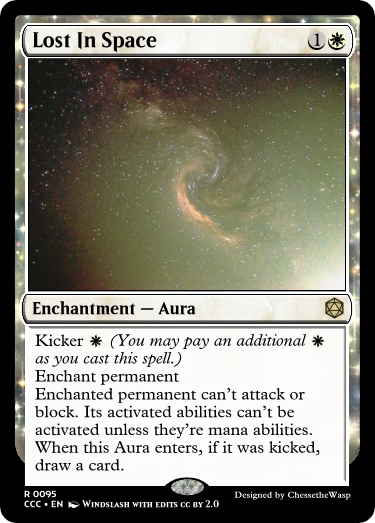 Lost In Space 1
Enchantment — Aura
Kicker (You may pay an additional
as you cast this spell.)
Enchant permanent
Enchanted permanent can't attack or
block. Its activated abilities can't be
activated unless they're mana abilities.
When this Aura enters, if it was kicked,
draw a card.
R 0095
CCC • EN Windslash with edits cc by 2.0
Designed by ChessetheWasp